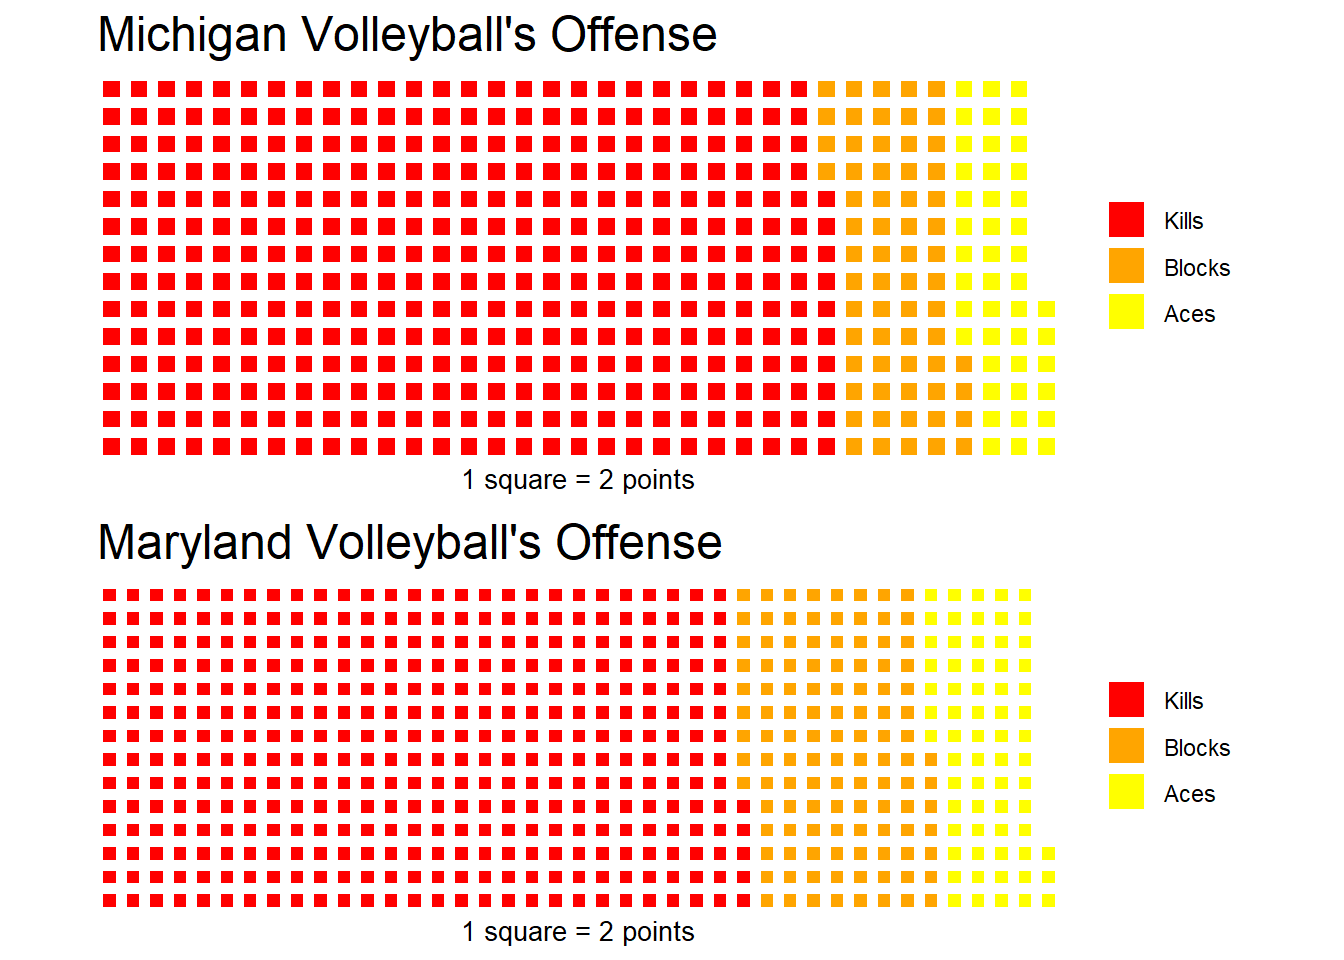 Michigan Volleyball's Offense
Kills
Blocks
Aces
1 square = 2 points
Maryland Volleyball's Offense
Kills
Blocks
Aces
1 square = 2 points